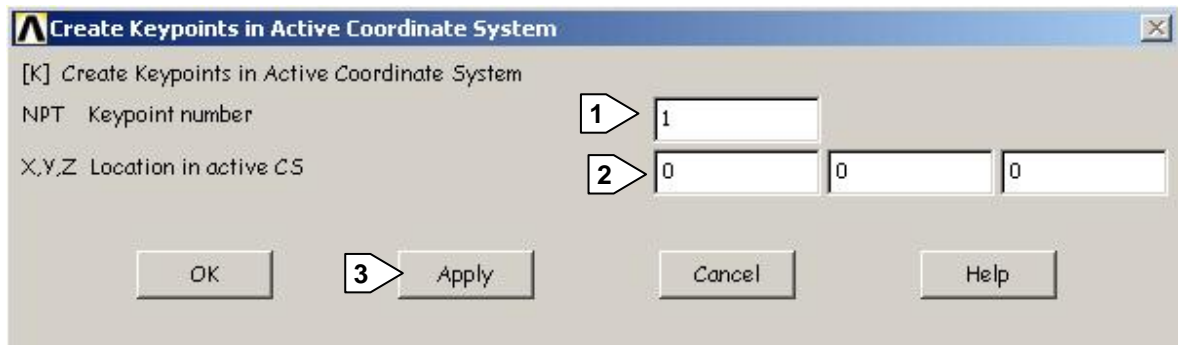 Create Keypoints in Active Coordinate System
[K] Create Keypoints in Active Coordinate System
NPT Keypoint number 1 1
X,Y,Z Location in active CS 2 0 0 0
OK 3 Apply Cancel Help